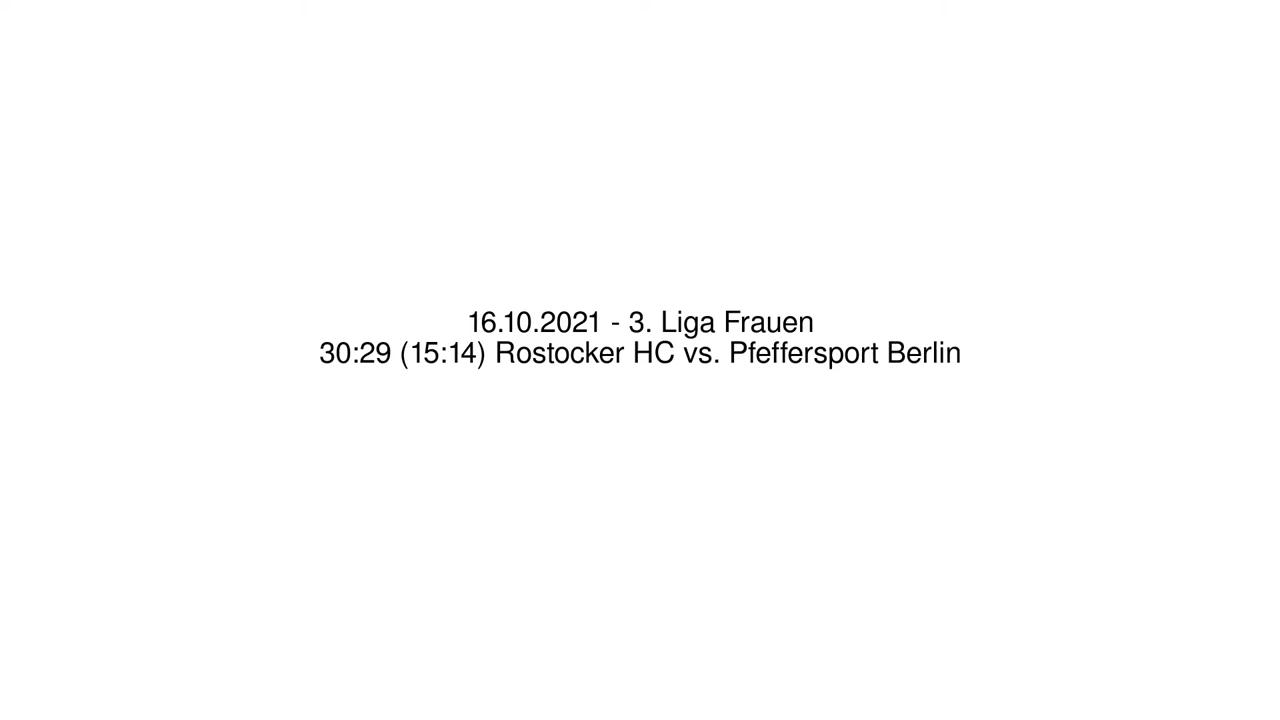 16.10.2021 - 3. Liga Frauen
30:29 (15:14) Rostocker HC vs. Pfeffersport Berlin